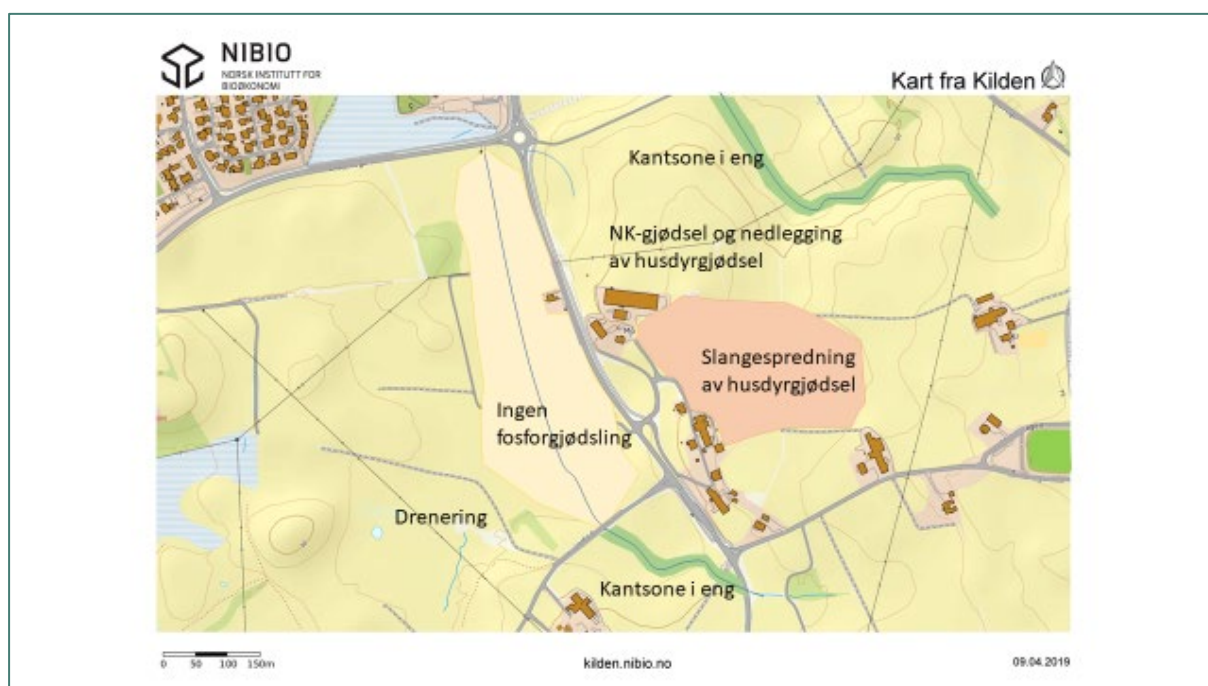 NIBIO
NORSK INSTITUTT FOR
BIOØKONOMI
Kart fra Kilden
Kantsone i eng
NK-gjødsel og nedlegging
av husdyrgjødsel
Slangespredning
av husdyrgjødsel
Ingen
fosforgjødsling
Drenering
Kantsone i eng
0 50 100 150m
kilden.nibio.no
09.04.2019